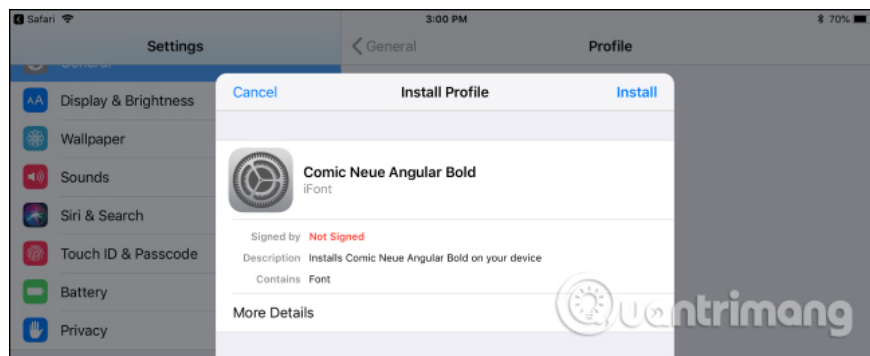 Safari 3:00 PM 70%
Settings General Profile
General
Display & Brightness
Wallpaper
Sounds
Siri & Search
Touch ID & Passcode
Battery
Privacy
Cancel Install Profile Install
Comic Neue Angular Bold
iFont
Signed by Not Signed
Description Installs Comic Neue Angular Bold on your device
Contains Font
More Details
Quantrimang